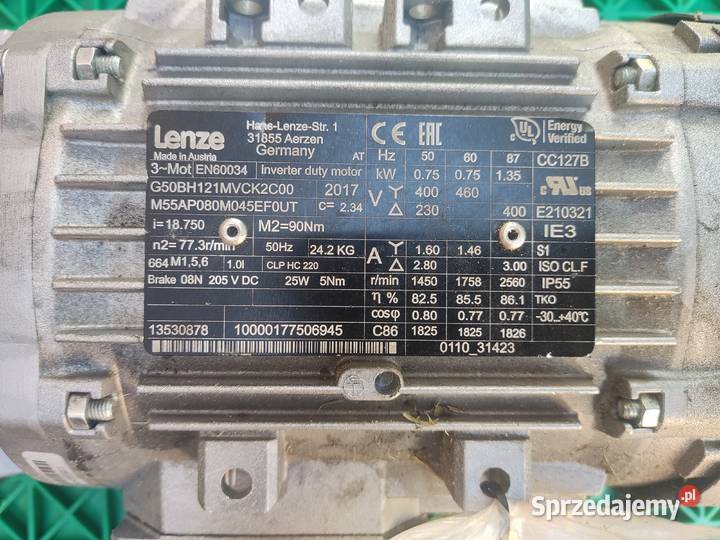 Lenze
Made in Austria
Hans-Lenze-Str. 1
31855 Aerzen
Germany
AT
3~Mot EN60034 Inverter duty motor
G50BH121MVCK2C00 2017
M55AP080M045EF0UT C= 2.34
i=18.750 M2=90Nm
n2=77.3r/min 50Hz 24.2 KG
664 M1,5,6 1.0l CLP HC 220
Brake 08N 205 V DC 25W 5Nm
13530878 10000177506945
CE EAC
UL Energy Verified
Hz 50 60 87 CC127B
kW 0.75 0.75 1.35
V 400 460
230 400 E210321
IE3
A 1.60 1.46 S1
2.80 3.00 ISO CL.F
r/min 1450 1758 2560 IP55
η % 82.5 85.5 86.1 TKO
cosφ 0.80 0.77 0.77 -30..+40°C
C86 1825 1825 1826
0110_31423
Sprzedajemy.pl